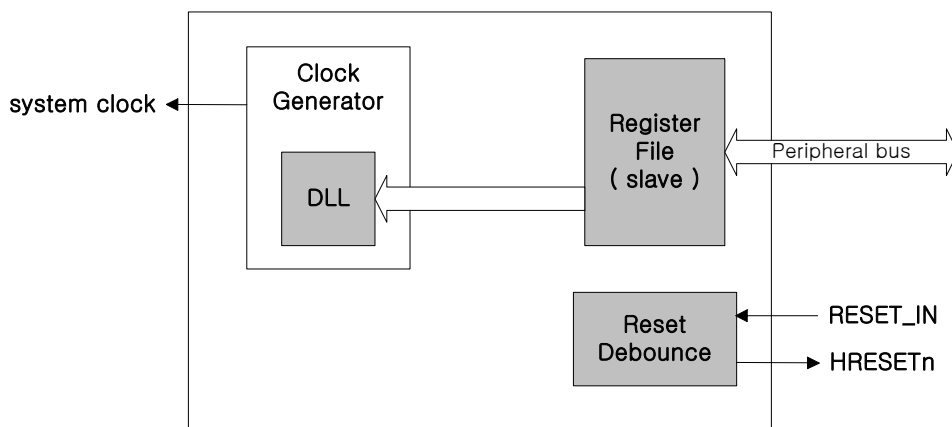 Clock
Generator
system clock
DLL
Register
File
( slave )
Peripheral bus
Reset
Debounce
RESET_IN
HRESETn